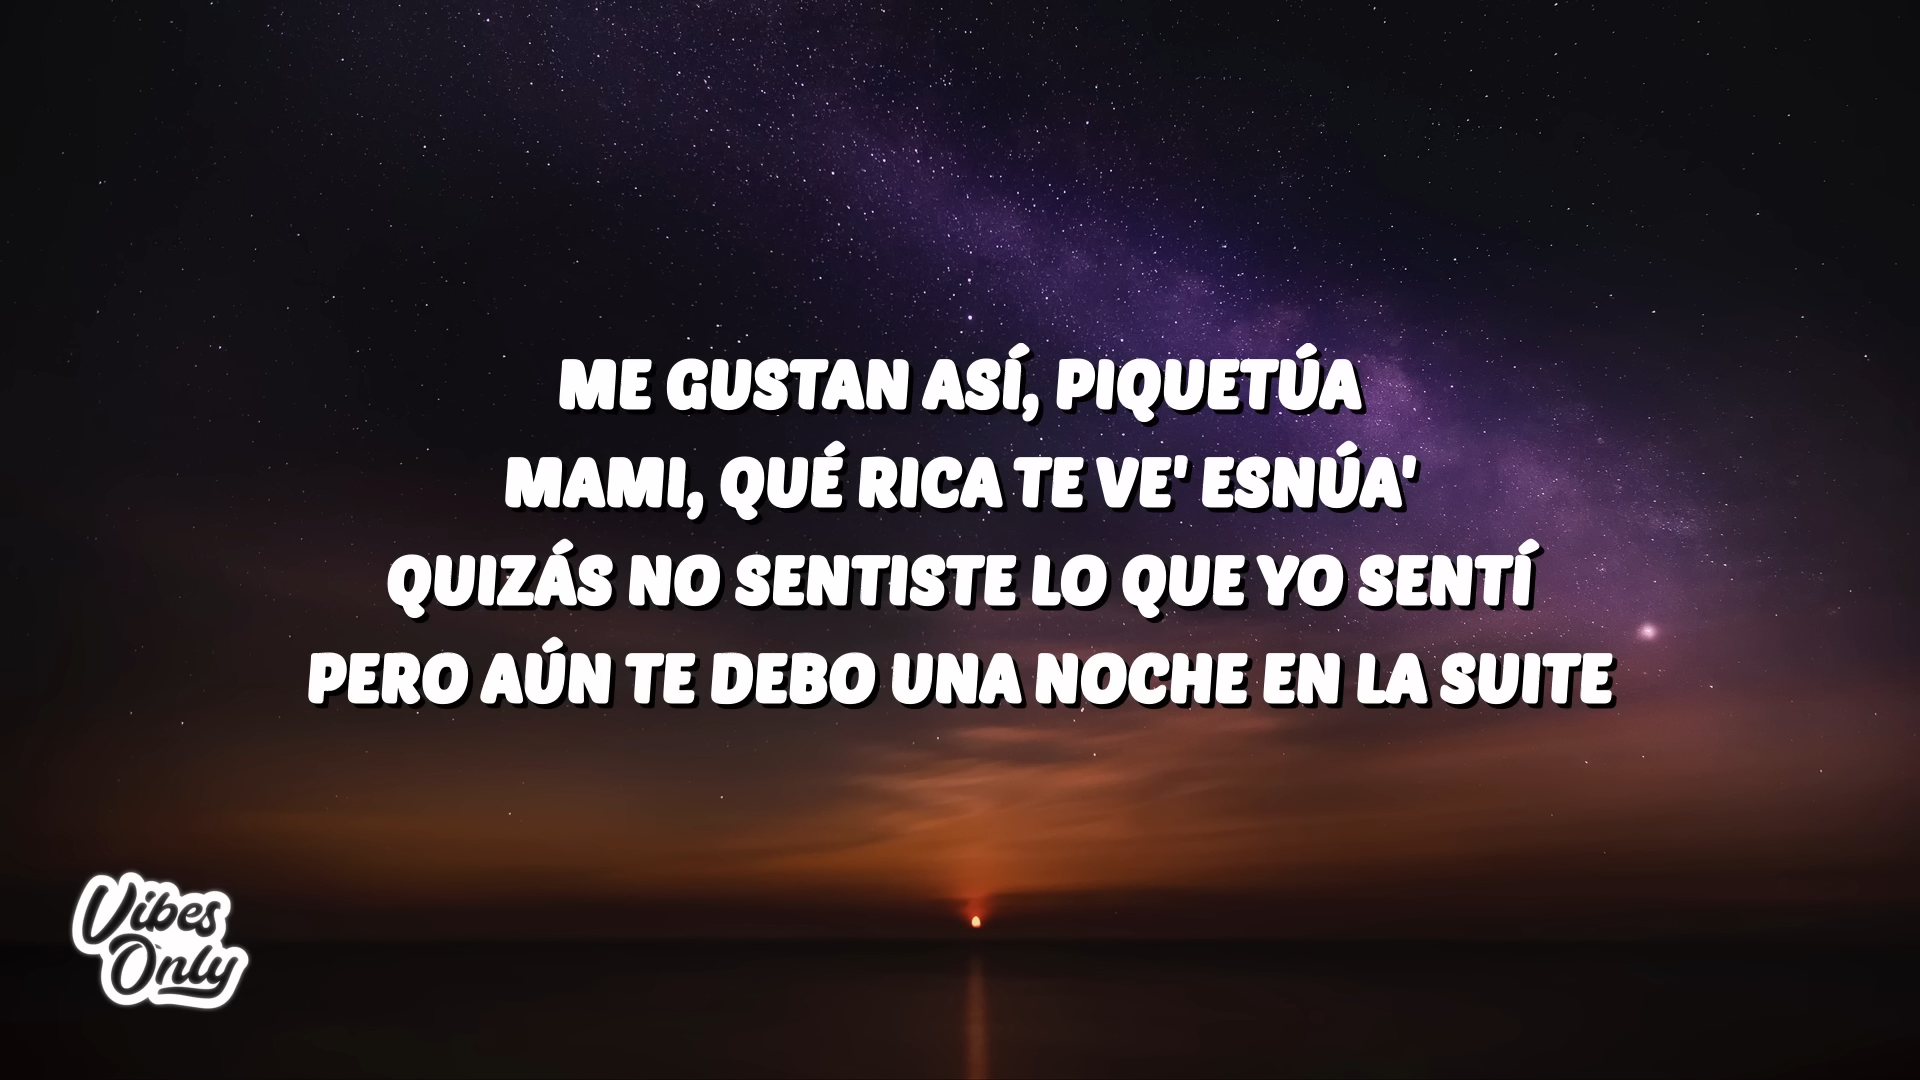 ME GUSTAN ASÍ, PIQUETÚA
MAMI, QUÉ RICA TE VE' ESNÚA'
QUIZÁS NO SENTISTE LO QUE YO SENTÍ
PERO AÚN TE DEBO UNA NOCHE EN LA SUITE
Vibes
Only